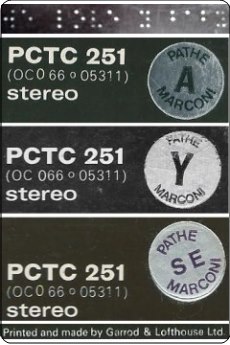 PCTC 251
(OC0 66 o 05311)
stereo
PATHE
A
MARCONI
PCTC 251
(OC 066 o 05311)
stereo
PATHE
Y
MARCONI
PCTC 251
(OC0 66 o 05311)
stereo
PATHE
SE
MARCONI
Printed and made by Garrod & Lofthouse Ltd.